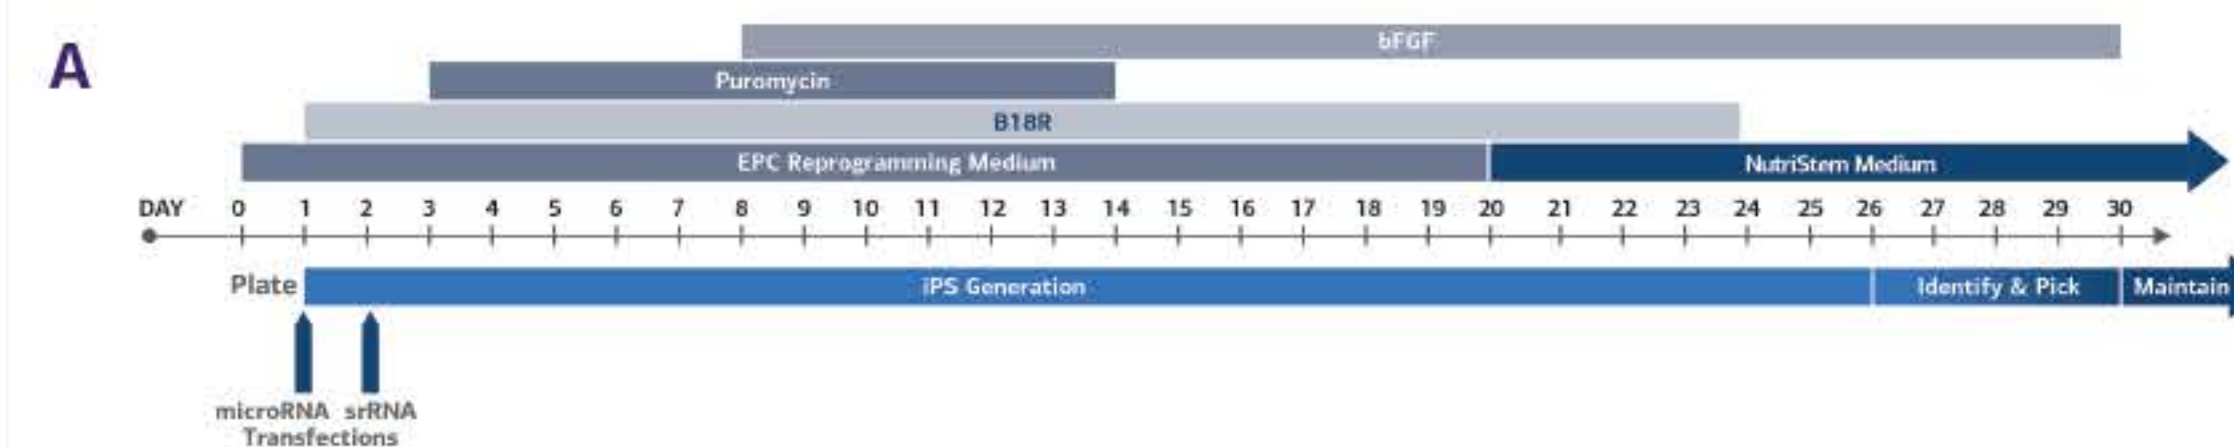 A
bFGF
Puromycin
B18R
EPC Reprogramming Medium NutriStem Medium
DAY 0 1 2 3 4 5 6 7 8 9 10 11 12 13 14 15 16 17 18 19 20 21 22 23 24 25 26 27 28 29 30
Plate iPS Generation Identify & Pick Maintain
microRNA srRNA
Transfections